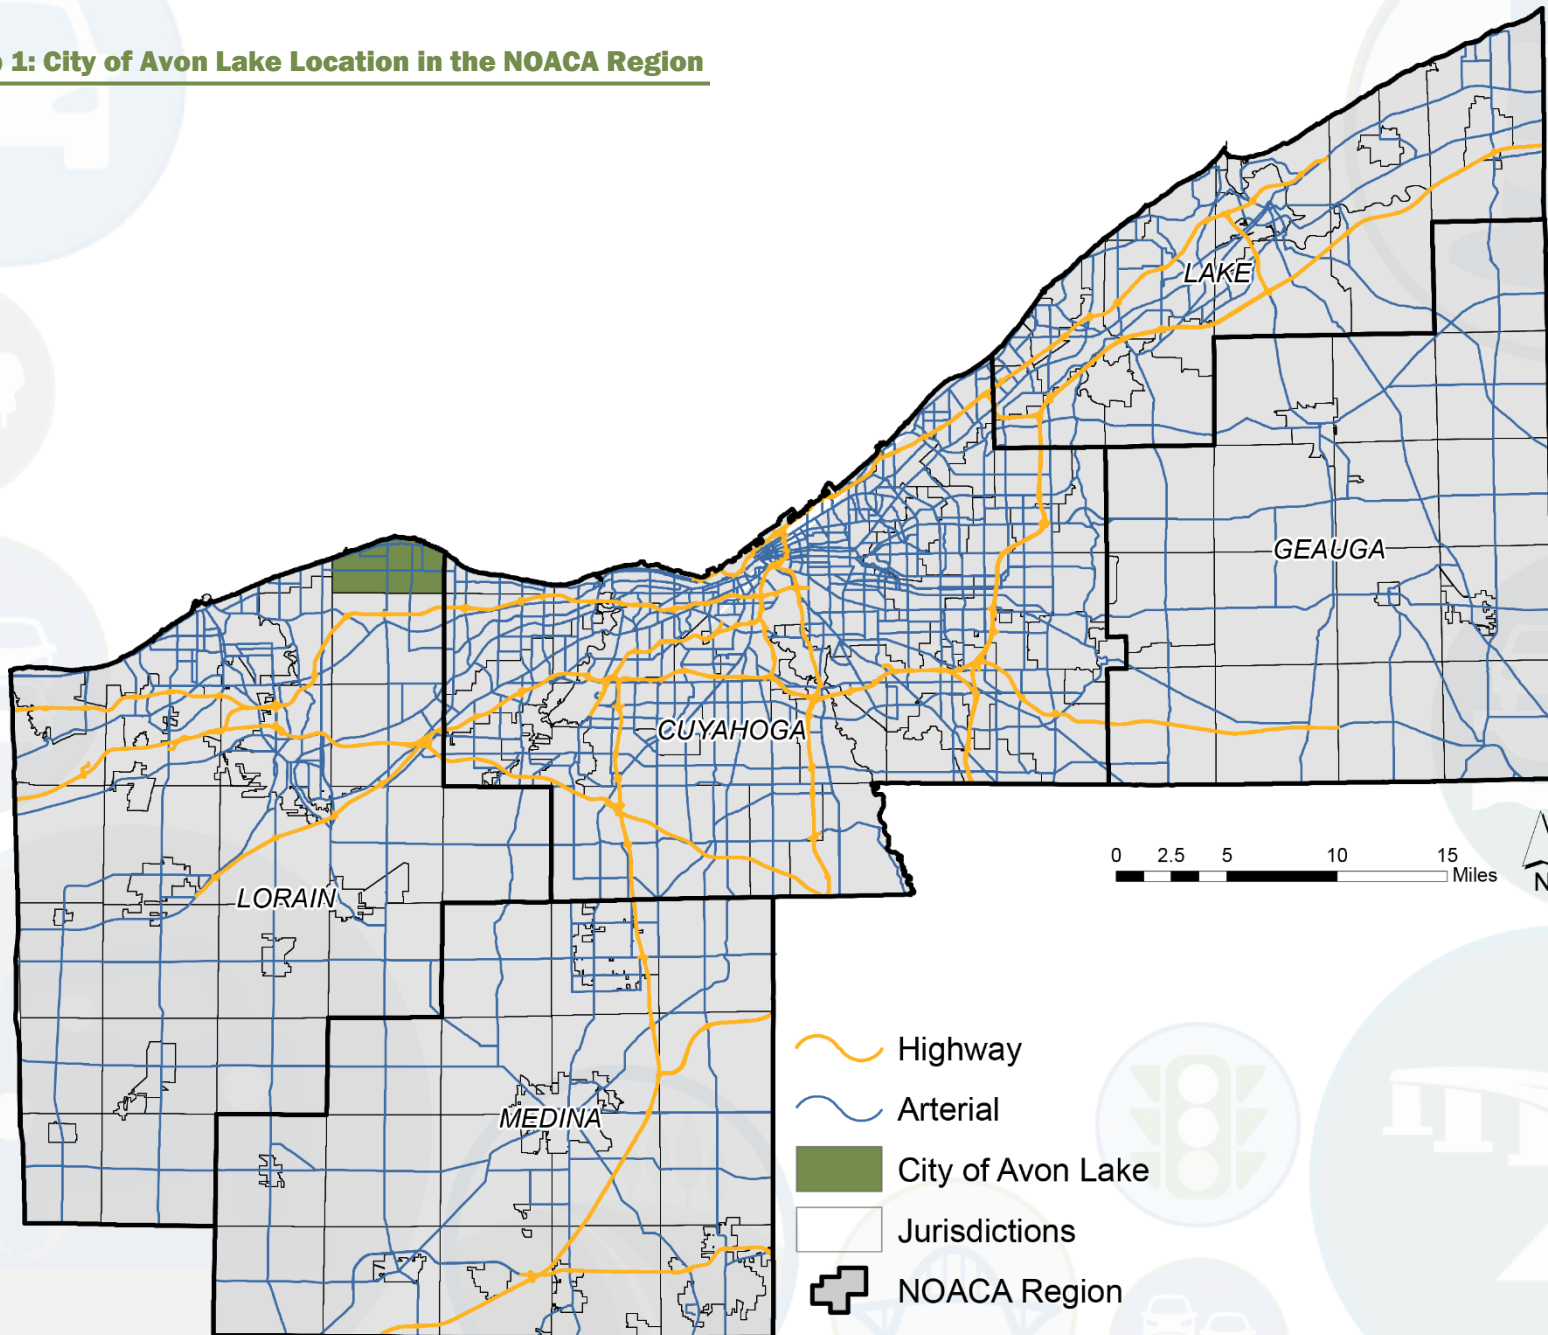 1: City of Avon Lake Location in the NOACA Region
LAKE
GEAUGA
CUYAHOGA
LORAIN
MEDINA
0 2.5 5 10 15
Miles
N
Highway
Arterial
City of Avon Lake
Jurisdictions
NOACA Region